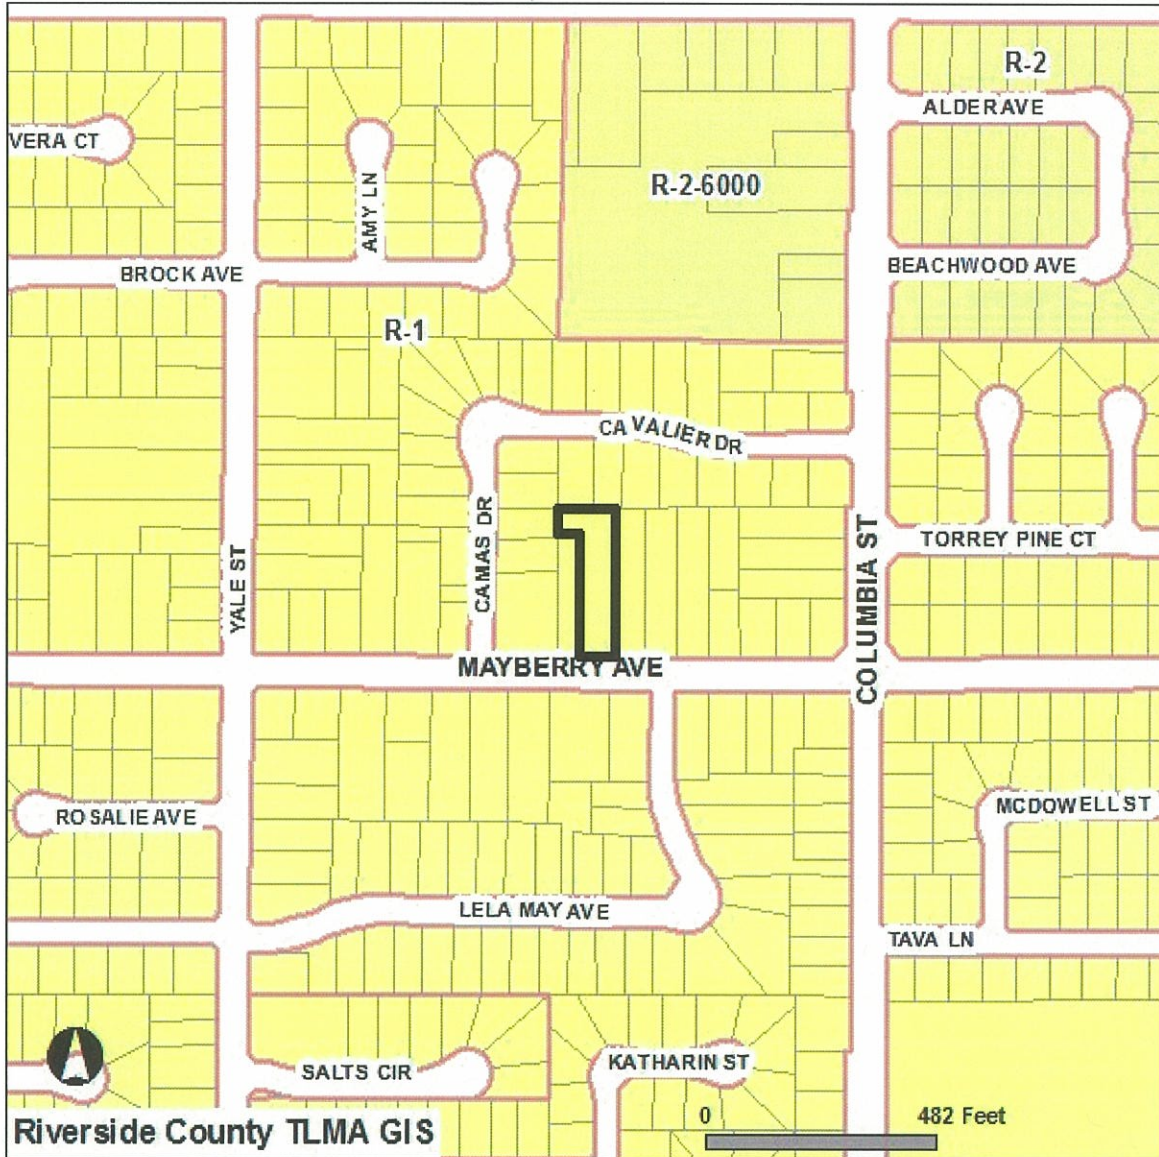 R-2
ALDER AVE
VERA CT
R-2-6000
AMY LN
BROCK AVE
BEACHWOOD AVE
R-1
CAVALIER DR
CAMAS DR
TORREY PINE CT
YALE ST
COLUMBIA ST
MAYBERRY AVE
MCDOWELL ST
ROSALIE AVE
LELA MAY AVE
TAVA LN
SALTS CIR
KATHARIN ST
0 482 Feet
Riverside County TLMA GIS